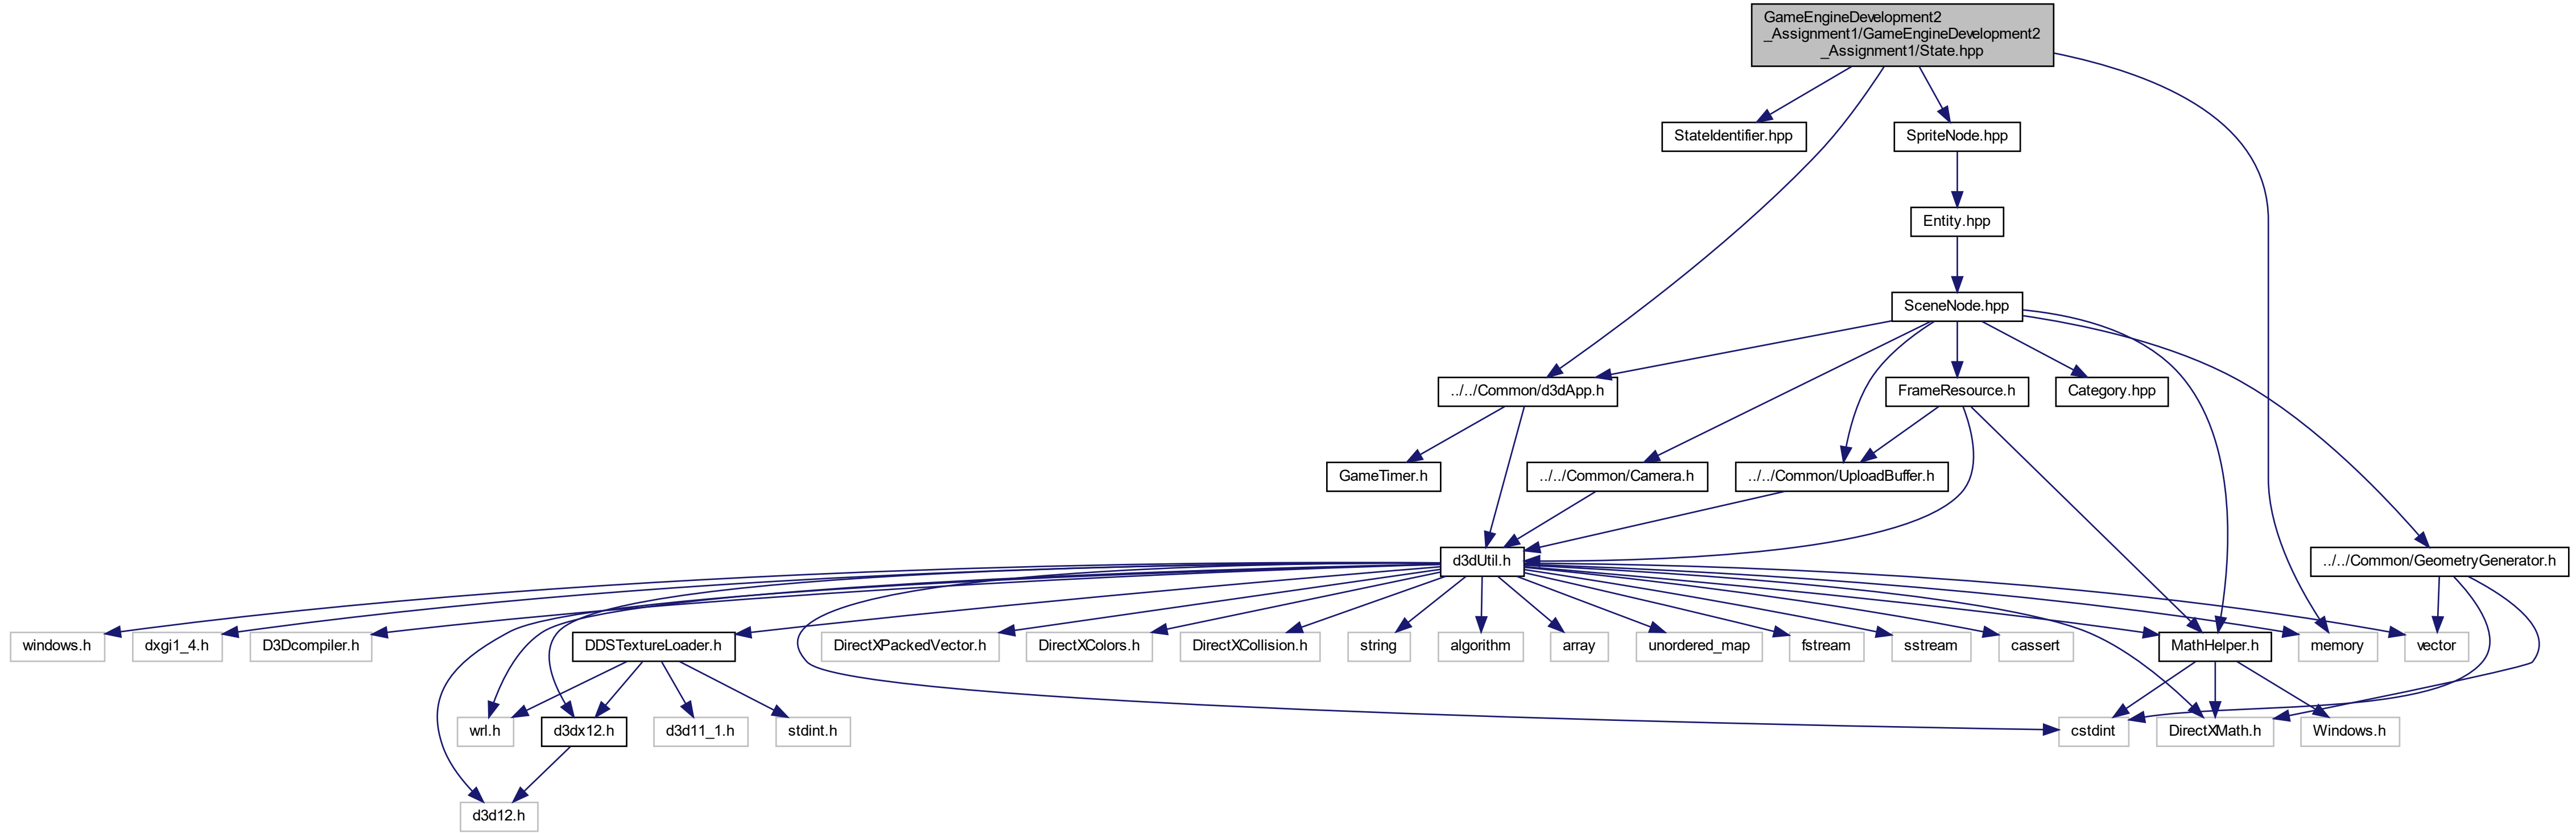 GameEngineDevelopment2
_Assignment1/GameEngineDevelopment2
_Assignment1/State.hpp
StateIdentifier.hpp
SpriteNode.hpp
Entity.hpp
SceneNode.hpp
../../Common/d3dApp.h
FrameResource.h
Category.hpp
GameTimer.h
../../Common/Camera.h
../../Common/UploadBuffer.h
d3dUtil.h
../../Common/GeometryGenerator.h
windows.h
dxgi1_4.h
D3Dcompiler.h
DDSTextureLoader.h
DirectXPackedVector.h
DirectXColors.h
DirectXCollision.h
string
algorithm
array
unordered_map
fstream
sstream
cassert
MathHelper.h
memory
vector
wrl.h
d3dx12.h
d3d11_1.h
stdint.h
cstdint
DirectXMath.h
Windows.h
d3d12.h